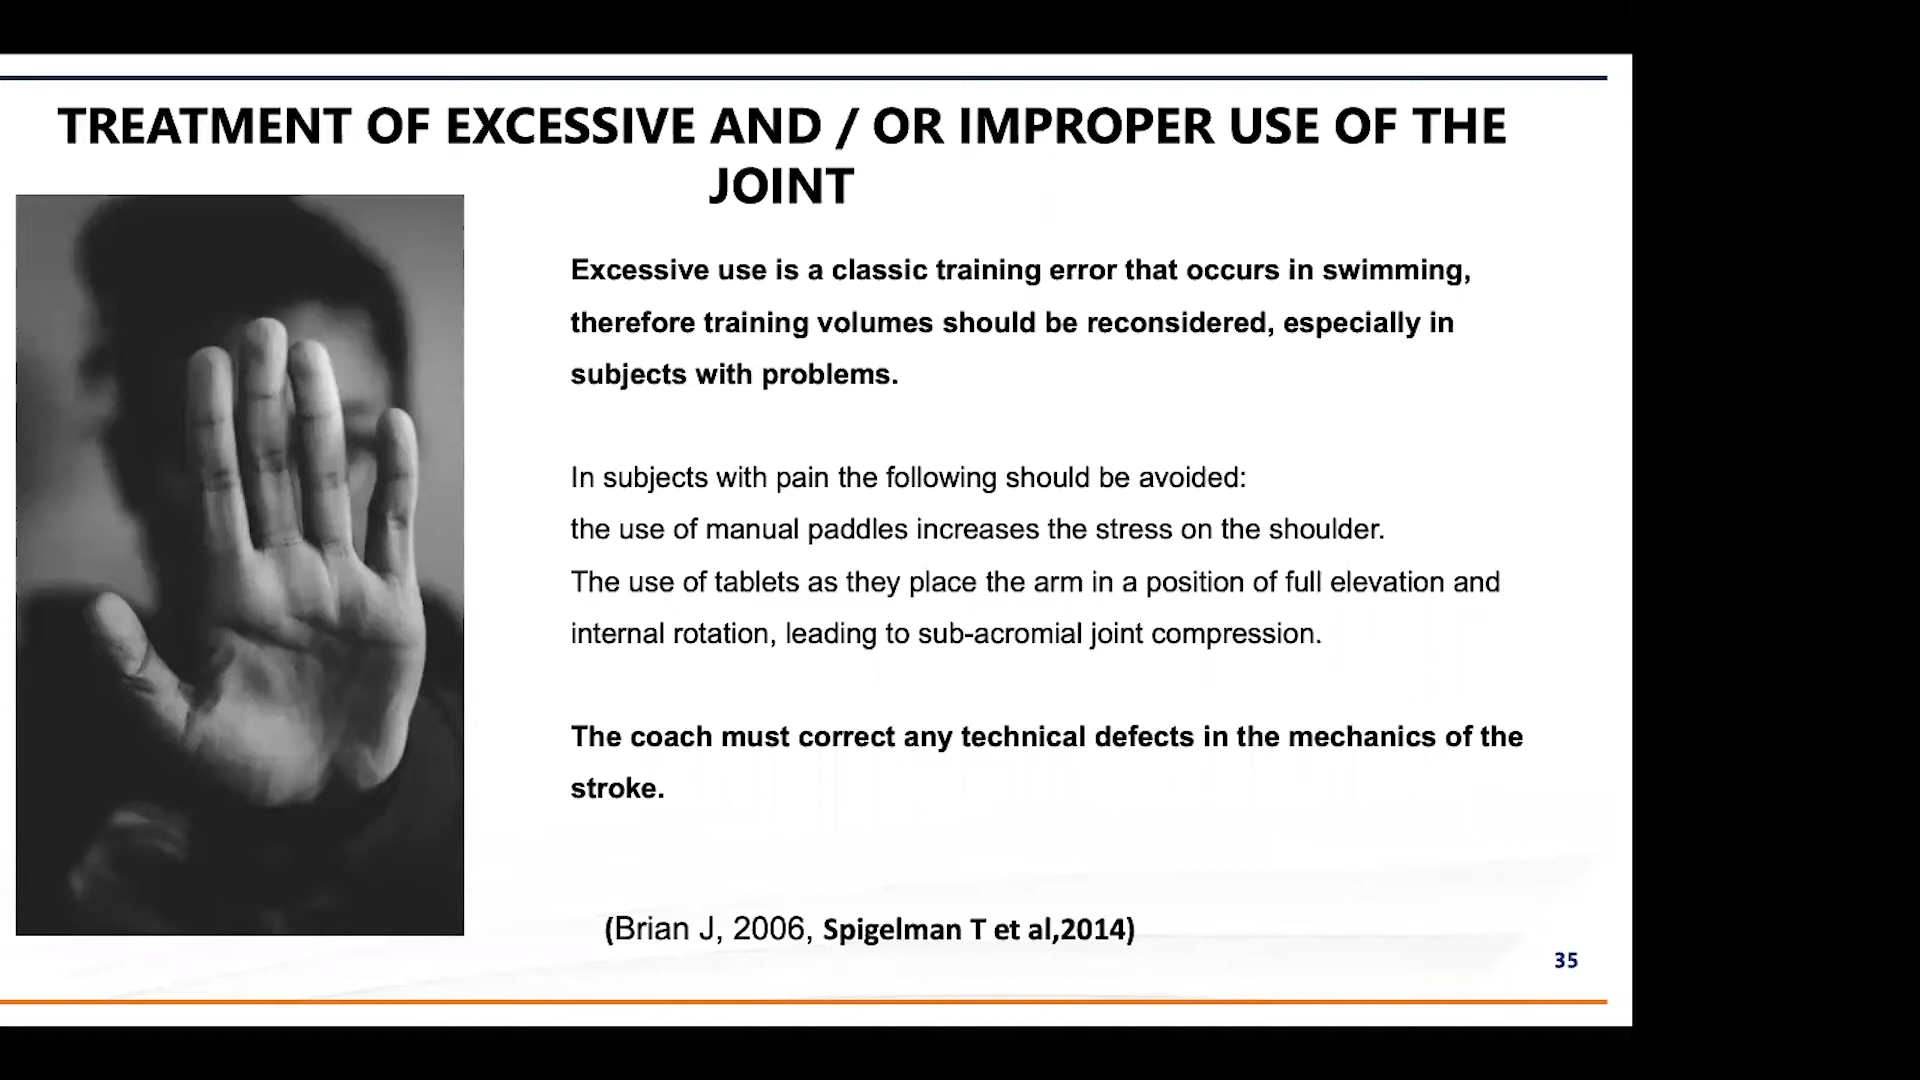 TREATMENT OF EXCESSIVE AND / OR IMPROPER USE OF THE
JOINT
Excessive use is a classic training error that occurs in swimming,
therefore training volumes should be reconsidered, especially in
subjects with problems.
In subjects with pain the following should be avoided:
the use of manual paddles increases the stress on the shoulder.
The use of tablets as they place the arm in a position of full elevation and
internal rotation, leading to sub-acromial joint compression.
The coach must correct any technical defects in the mechanics of the
stroke.
(Brian J, 2006, Spigelman T et al,2014)
35